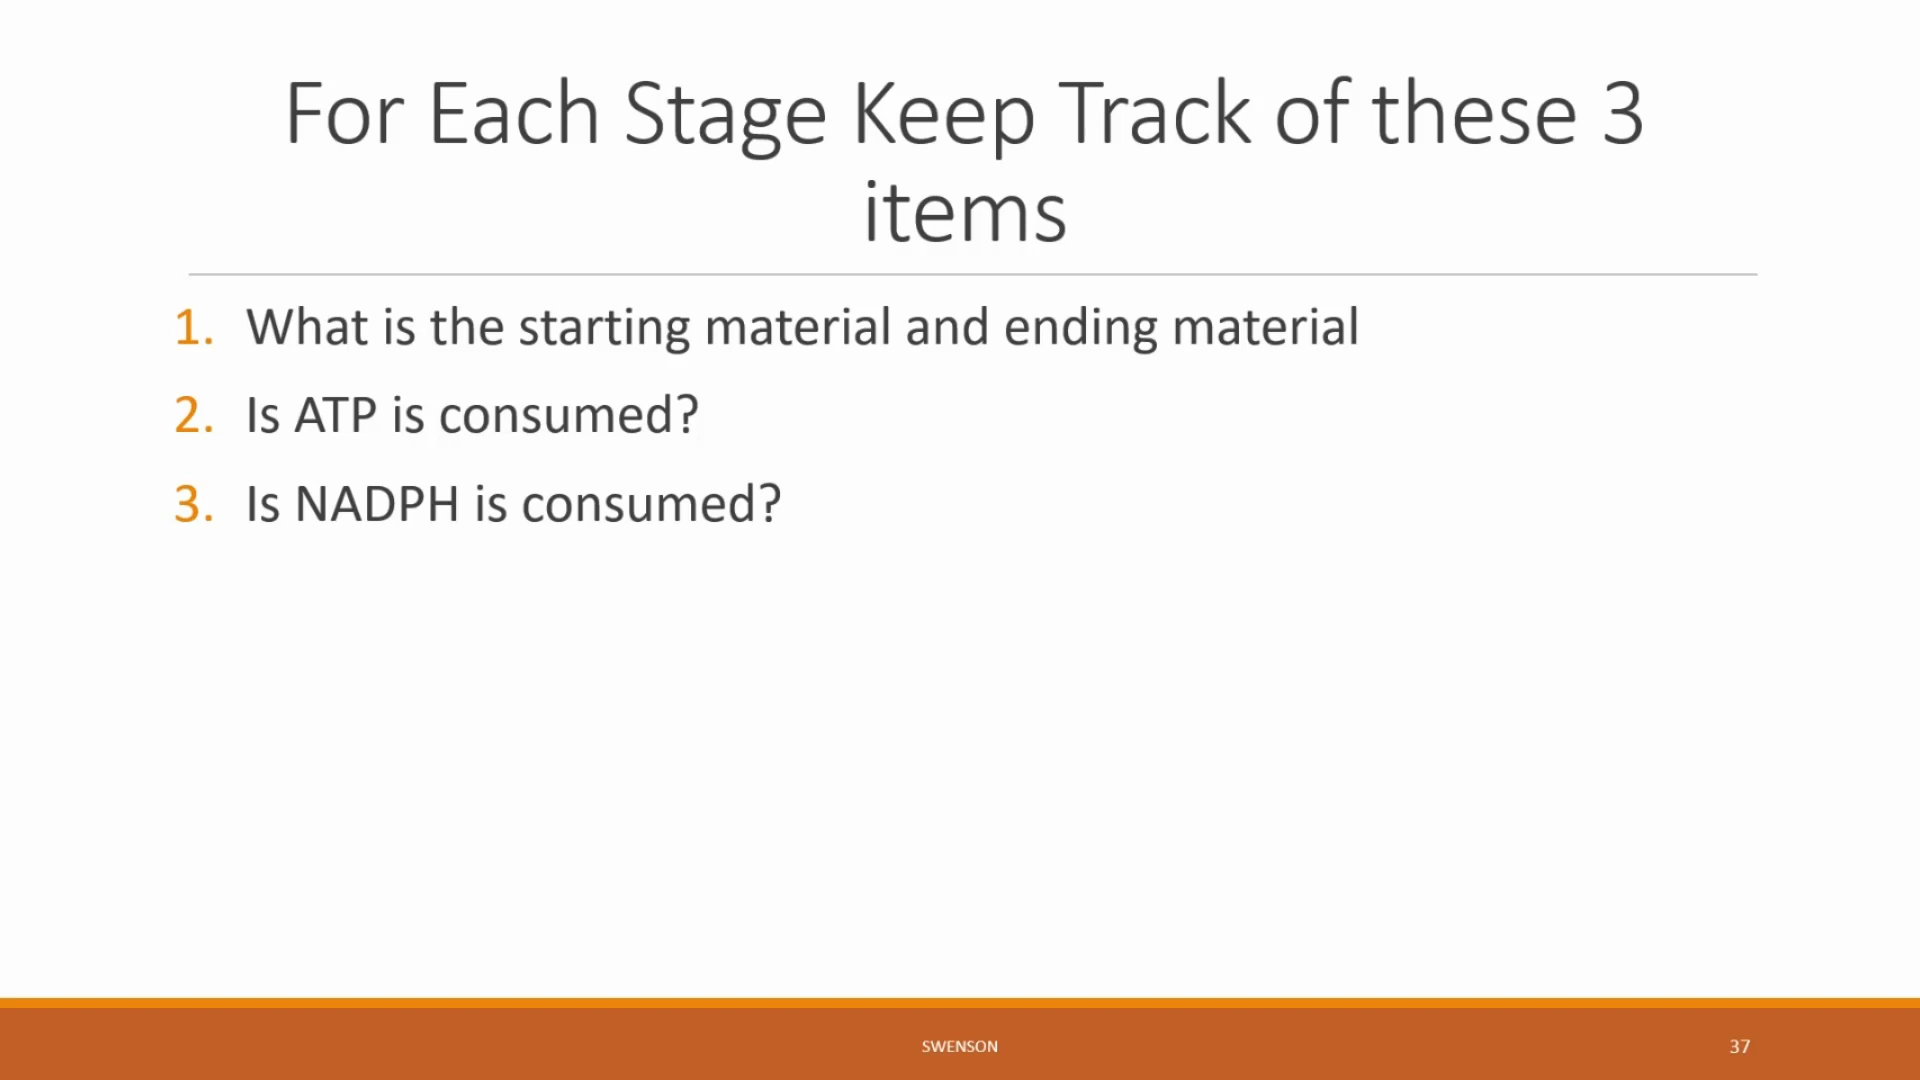 For Each Stage Keep Track of these 3
items
1. What is the starting material and ending material
2. Is ATP is consumed?
3. Is NADPH is consumed?
SWENSON
37